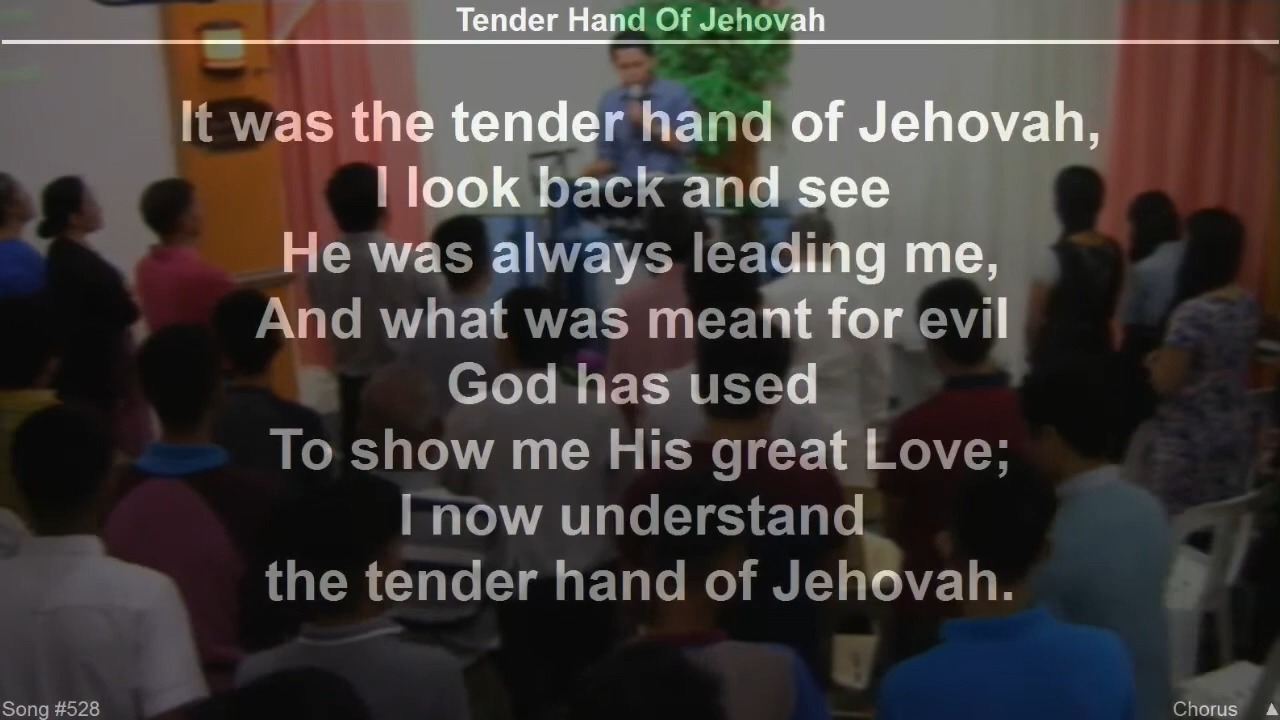 Tender Hand Of Jehovah
It was the tender hand of Jehovah,
I look back and see
He was always leading me,
And what was meant for evil
God has used
To show me His great Love;
I now understand
the tender hand of Jehovah.
Song #528
Chorus ▲